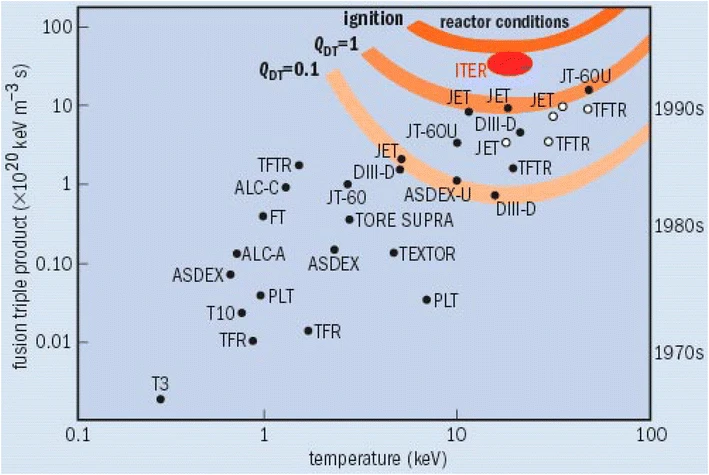 ignition
reactor conditions
100
Q_DT=1
Q_DT=0.1
ITER
JT-60U
JET
JET
JET
10
TFTR
1990s
DIII-D
JT-60U
JET
TFTR
JET
TFTR
DIII-D
TFTR
ALC-C
1
JT-60
ASDEX-U
DIII-D
FT
TORE SUPRA
1980s
ALC-A
TEXTOR
0.10
ASDEX
ASDEX
PLT
PLT
T10
0.01
TFR
TFR
1970s
T3
0.1
1
10
100
temperature (keV)
fusion triple product (×10²⁰ keV m⁻³ s)